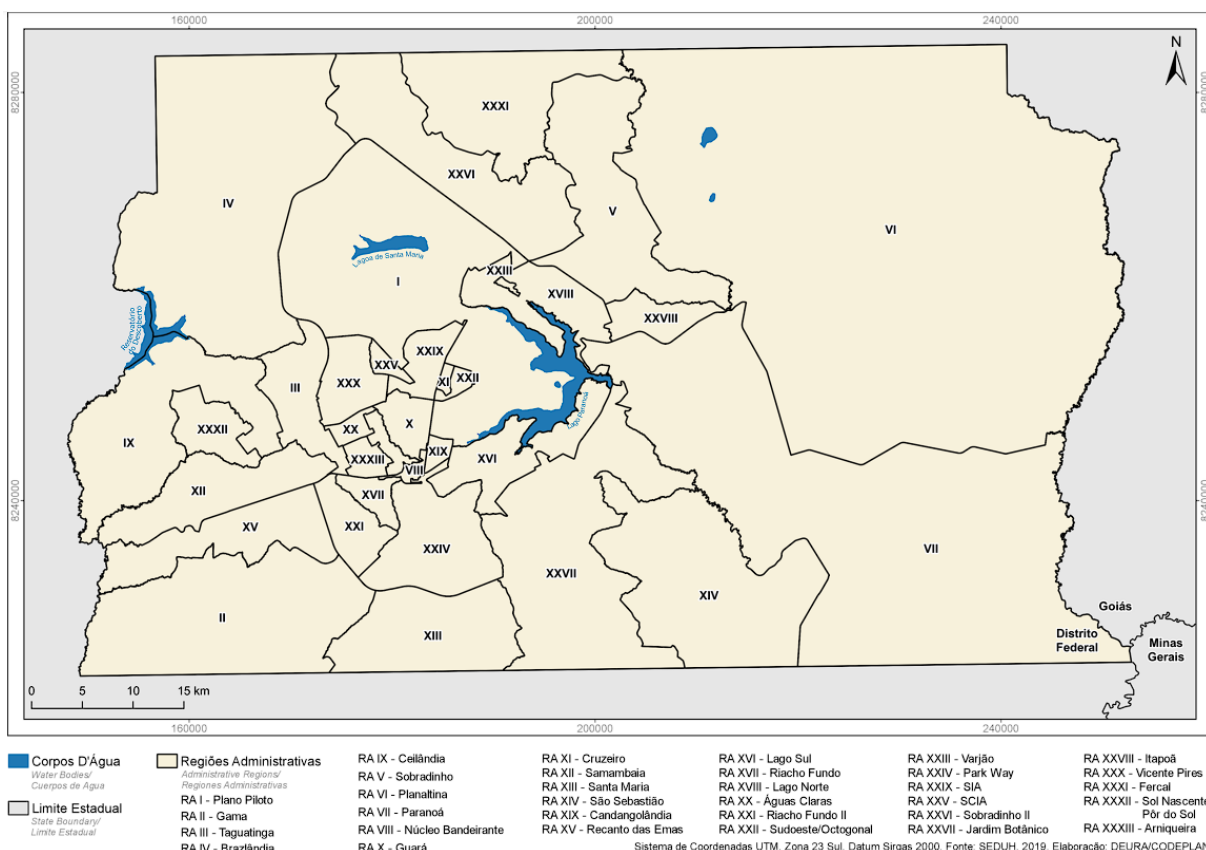 160000 200000 240000
N
8280000 8280000
XXXI
XXVI
IV
V
VI
Lagoa de Santa Maria
XXIII
I
XVIII
Reservatório
do Descoberto
XXVIII
XXIX
XXV
XI XXII
XXX
III
Lago Paranoá
X
XX
XXXII
IX
XIX
XVI
XXXIII
VIII
XII
XVII
8240000 8240000
XV
XXI
XXIV
VII
XXVII
XIV
Goiás
II
XIII
Distrito
Federal
Minas
Gerais
0 5 10 15 km
160000 200000 240000
Corpos D'Água
Water Bodies/
Cuerpos de Agua
Limite Estadual
State Boundary/
Limite Estadual
Regiões Administrativas
Administrative Regions/
Regiones Administrativas
RA I - Plano Piloto
RA II - Gama
RA III - Taguatinga
RA IV - Brazlândia
RA IX - Ceilândia
RA V - Sobradinho
RA VI - Planaltina
RA VII - Paranoá
RA VIII - Núcleo Bandeirante
RA X - Guará
RA XI - Cruzeiro
RA XII - Samambaia
RA XIII - Santa Maria
RA XIV - São Sebastião
RA XIX - Candangolândia
RA XV - Recanto das Emas
RA XVI - Lago Sul
RA XVII - Riacho Fundo
RA XVIII - Lago Norte
RA XX - Águas Claras
RA XXI - Riacho Fundo II
RA XXII - Sudoeste/Octogonal
RA XXIII - Varjão
RA XXIV - Park Way
RA XXIX - SIA
RA XXV - SCIA
RA XXVI - Sobradinho II
RA XXVII - Jardim Botânico
RA XXVIII - Itapoã
RA XXX - Vicente Pires
RA XXXI - Fercal
RA XXXII - Sol Nascente
Pôr do Sol
RA XXXIII - Arniqueira
Sistema de Coordenadas UTM, Zona 23 Sul, Datum Sirgas 2000. Fonte: SEDUH, 2019. Elaboração: DEURA/CODEPLAN